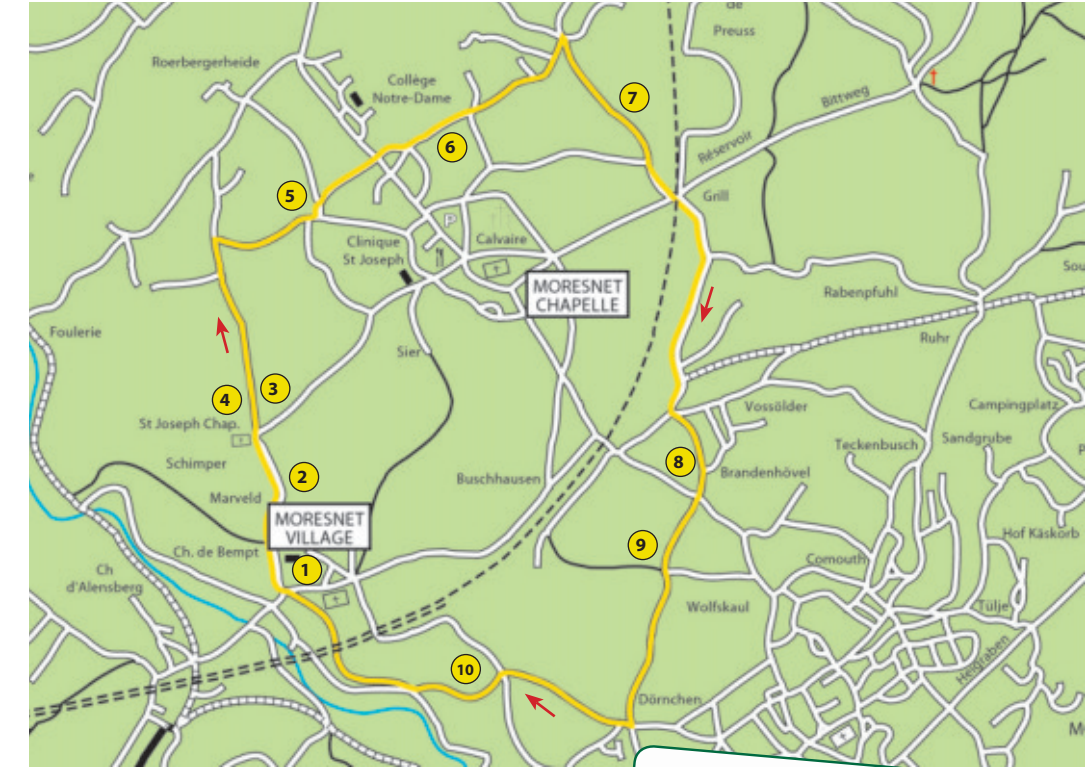 de
Preuss
Roerbergerheide
Collège
Notre-Dame
7
Bittweg
6
Réservoir
5
Grill
P
Clinique
St Joseph
Calvaire
MORESNET
CHAPELLE
Rabenpfuhl
Sou
Foulerie
Ruhr
Sier
3
4
St Joseph Chap.
Vossölder
Campingplatz
Teckenbusch
Sandgrube
Schimper
8
Brandenhövel
2
Buschhausen
Marveld
MORESNET
VILLAGE
Hof Käskorb
9
Ch. de Bempt
Comouth
1
Ch
d'Alensberg
Wolfskaul
Tülje
Heigraben
10
Dörnchen